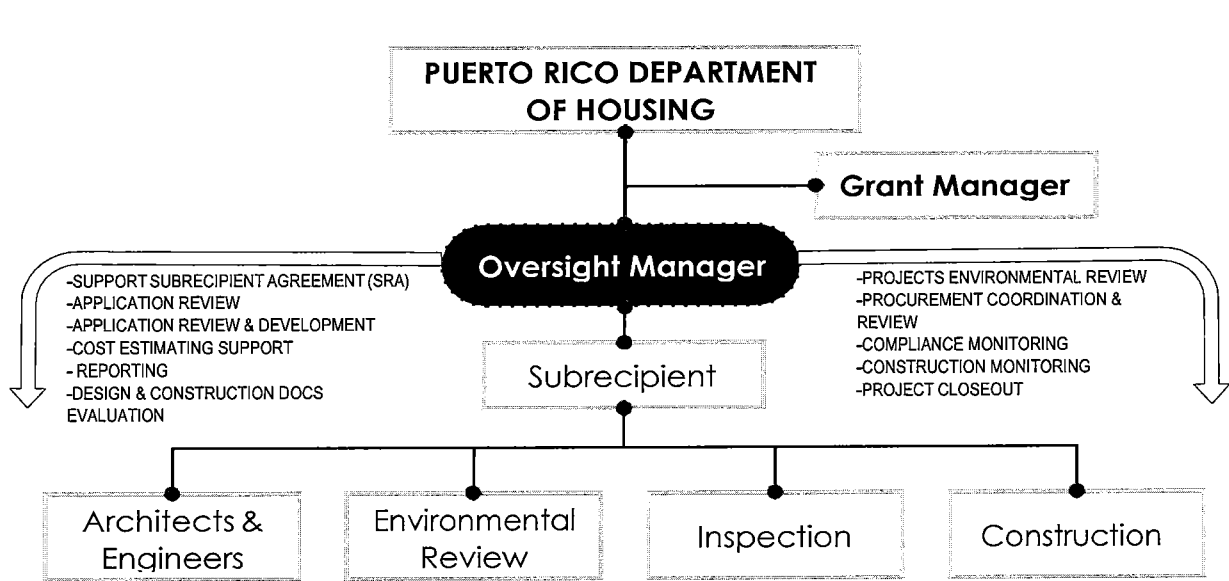 PUERTO RICO DEPARTMENT
OF HOUSING
Grant Manager
Oversight Manager
-SUPPORT SUBRECIPIENT AGREEMENT (SRA)
-APPLICATION REVIEW
-APPLICATION REVIEW & DEVELOPMENT
-COST ESTIMATING SUPPORT
- REPORTING
-DESIGN & CONSTRUCTION DOCS
EVALUATION
-PROJECTS ENVIRONMENTAL REVIEW
-PROCUREMENT COORDINATION &
REVIEW
-COMPLIANCE MONITORING
-CONSTRUCTION MONITORING
-PROJECT CLOSEOUT
Subrecipient
Architects &
Engineers
Environmental
Review
Inspection
Construction